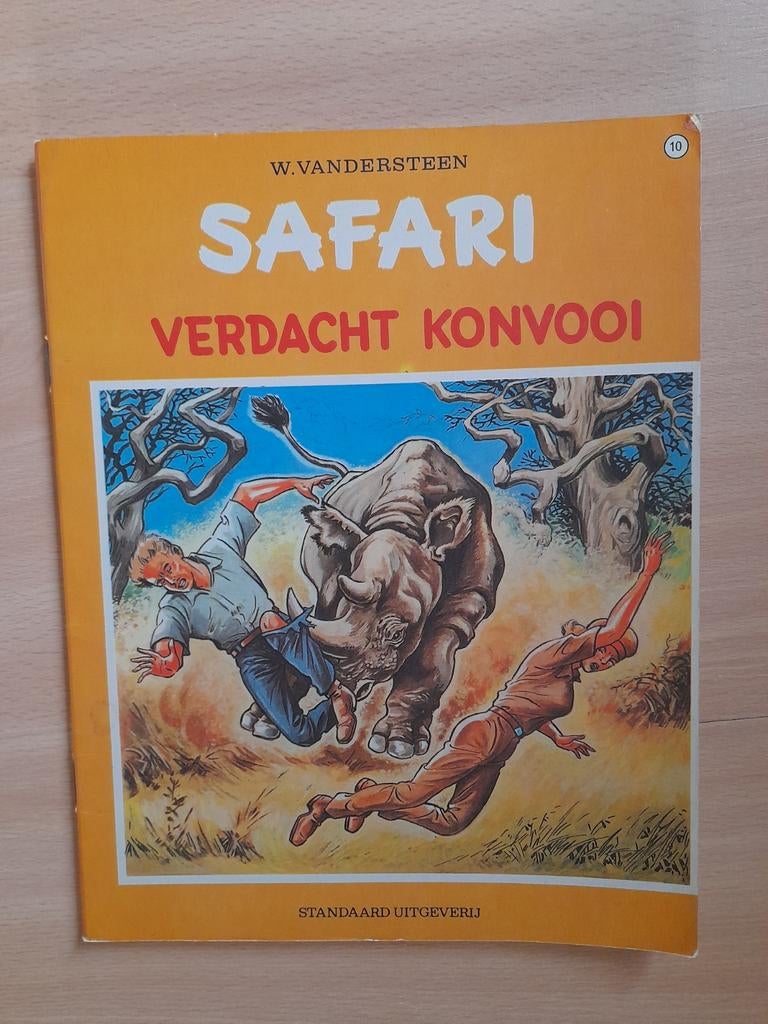 10
W.VANDERSTEEN
SAFARI
VERDACHT KONVOOI
STANDAARD UITGEVERIJ